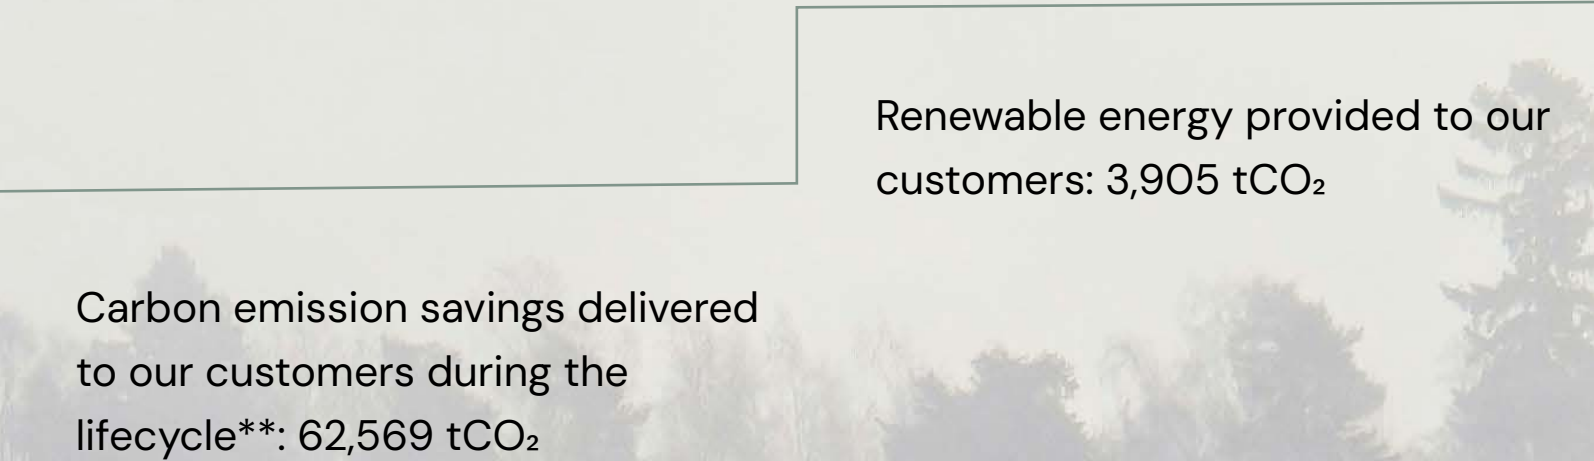 Renewable energy provided to our
customers: 3,905 tCO₂
Carbon emission savings delivered
to our customers during the
lifecycle**: 62,569 tCO₂